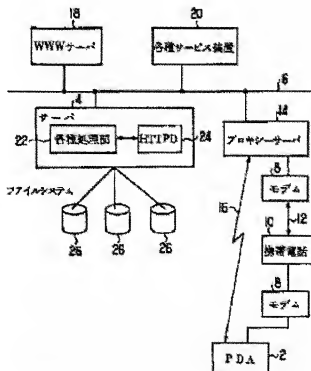 18
WWWサーバ
20
各種サービス装置
6
4
サーバ
22
各種処理部
HTTPD
24
14
プロキシーサーバ
ファイルシステム
26
26
26
16
8
モデム
10
12
携帯電話
8
モデム
PDA
2